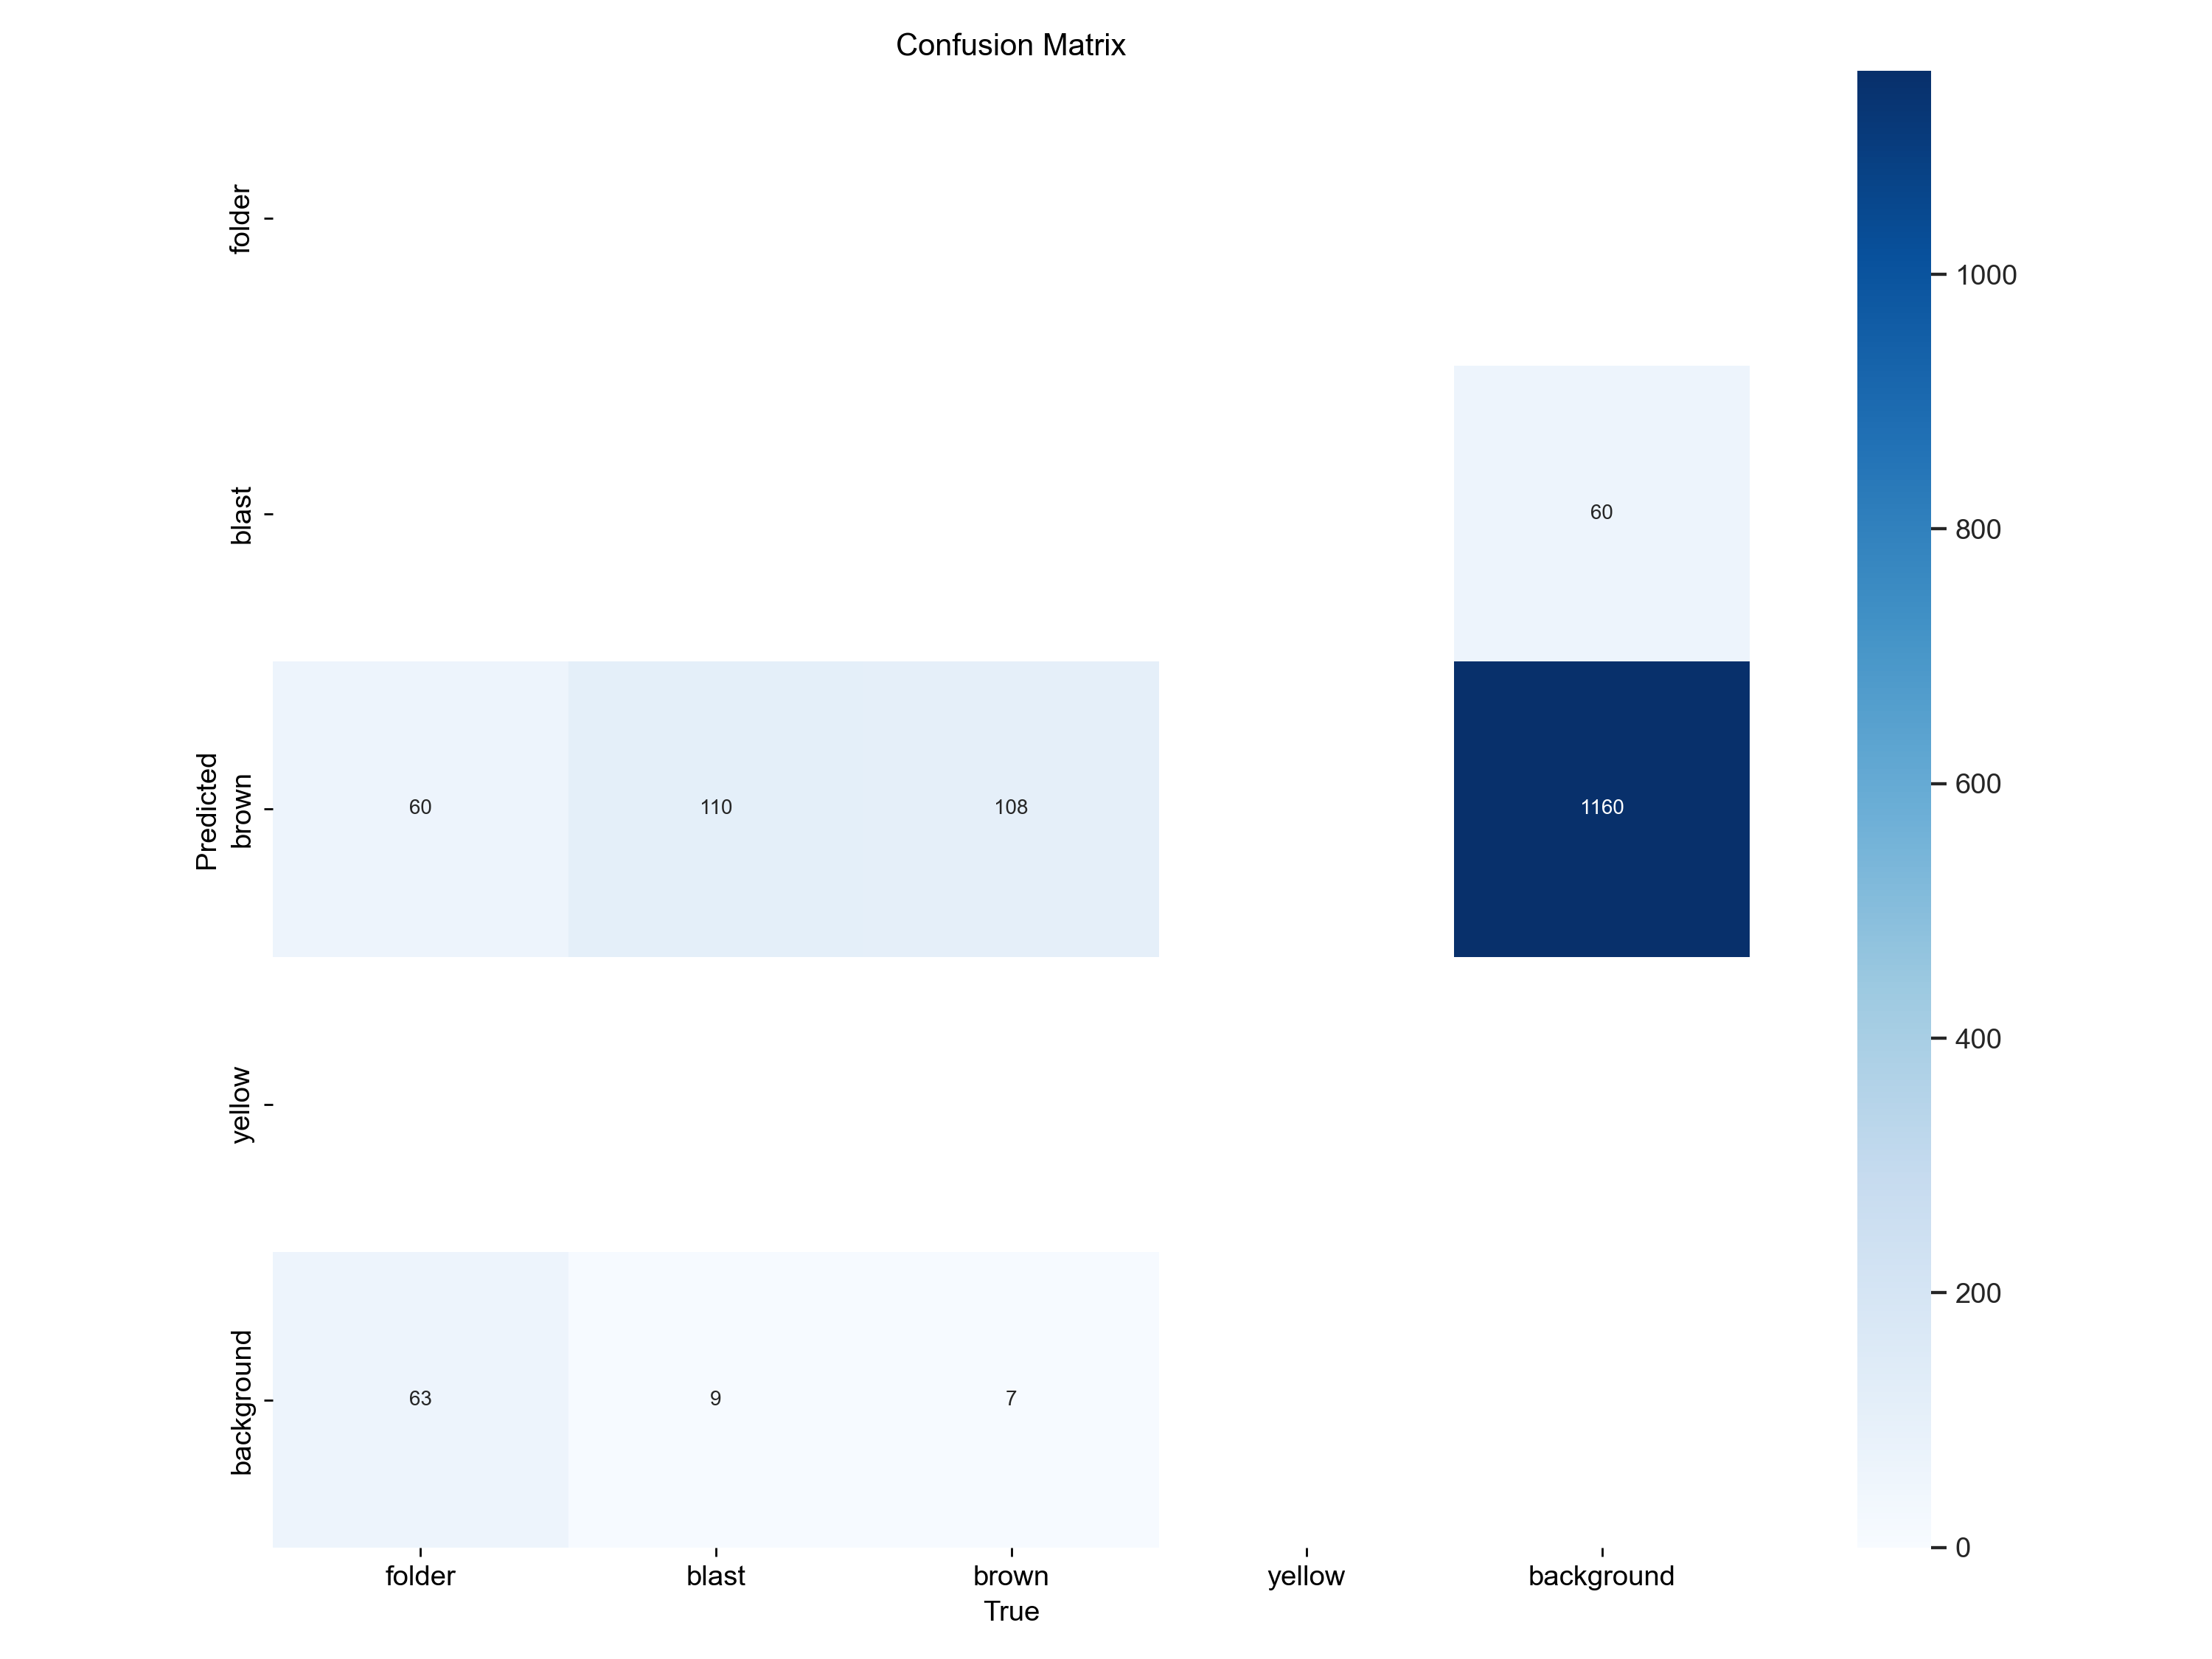 Confusion Matrix
folder
blast
brown
yellow
background
Predicted
60
60
110
108
1160
63
9
7
folder
blast
brown
yellow
background
True
1000
800
600
400
200
0